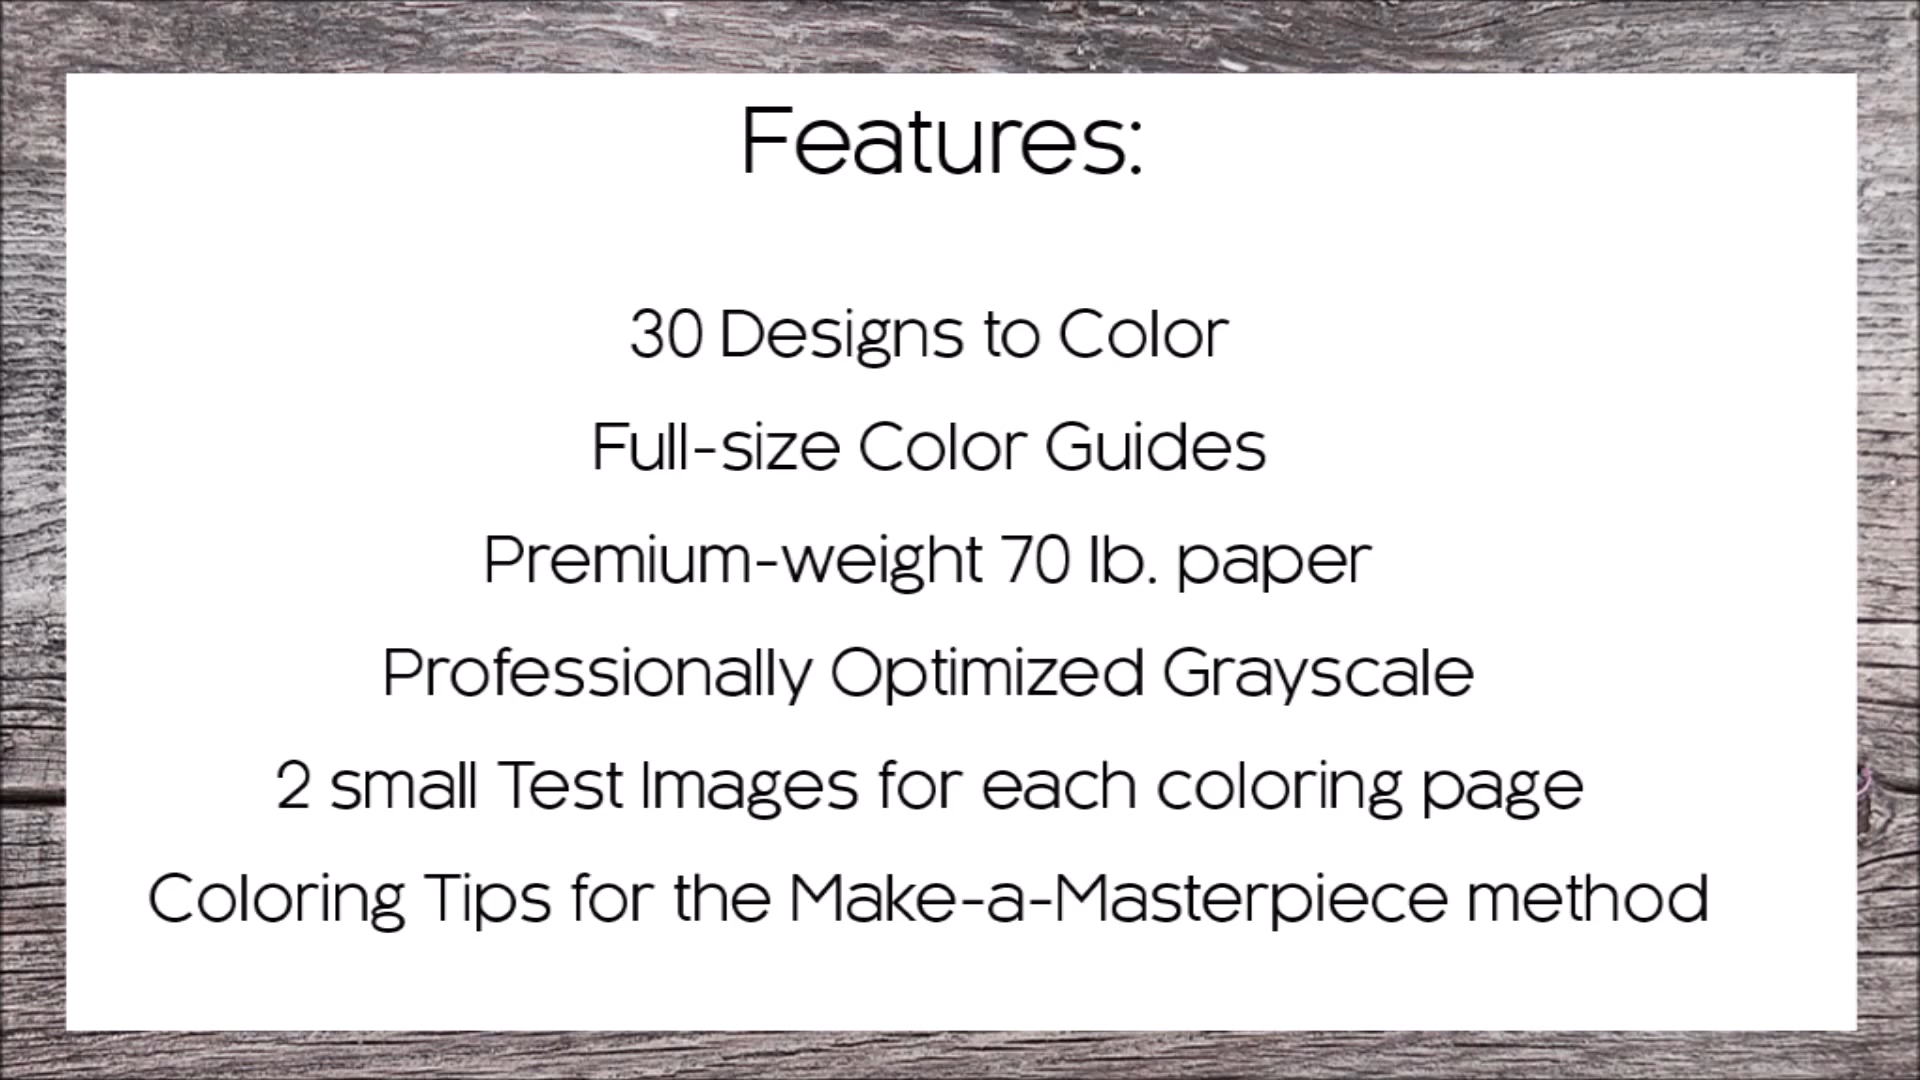 Features:
30 Designs to Color
Full-size Color Guides
Premium-weight 70 lb. paper
Professionally Optimized Grayscale
2 small Test Images for each coloring page
Coloring Tips for the Make-a-Masterpiece method